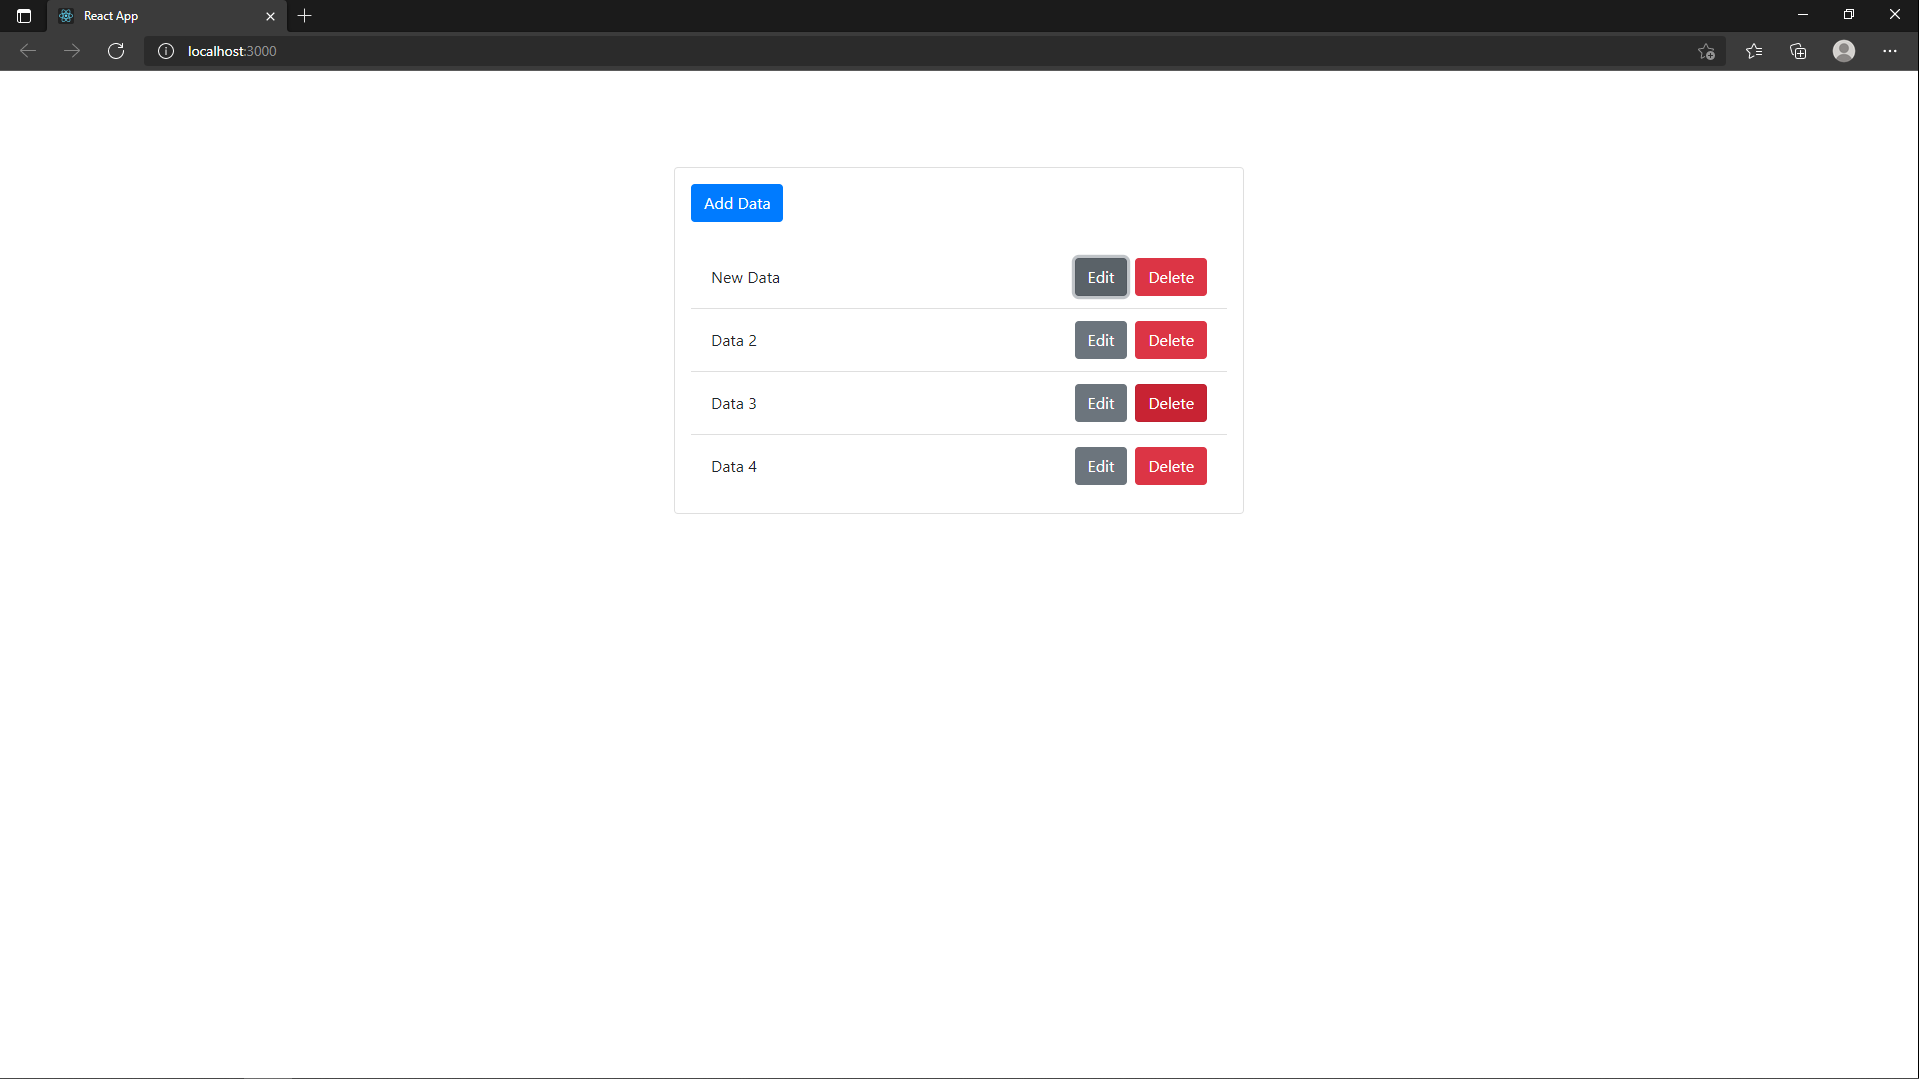 React App
localhost:3000
Add Data
New Data Edit Delete
Data 2 Edit Delete
Data 3 Edit Delete
Data 4 Edit Delete